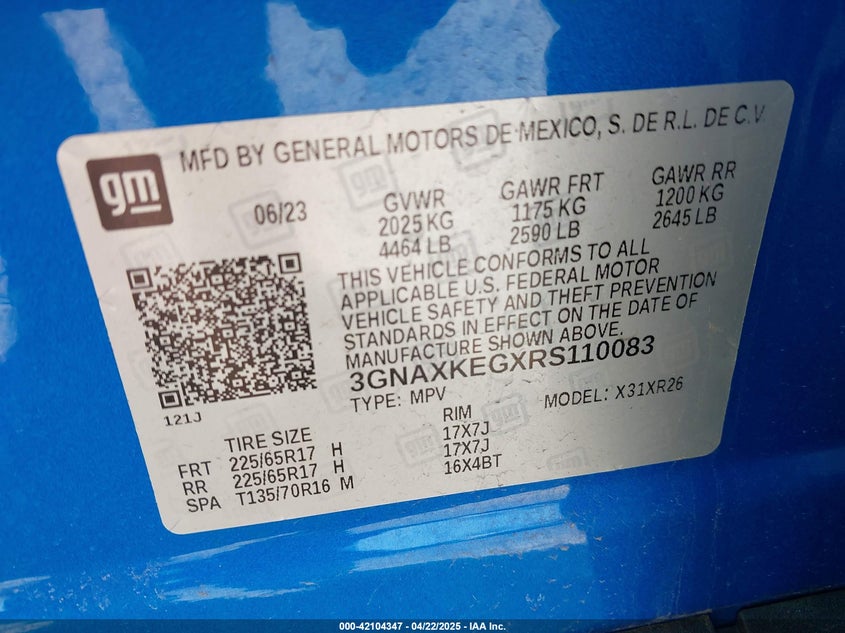 MFD BY GENERAL MOTORS DE MEXICO, S. DE R.L. DE C.V
gm
06/23
GVWR
2025 KG
4464 LB
GAWR FRT
1175 KG
2590 LB
GAWR RR
1200 KG
2645 LB
THIS VEHICLE CONFORMS TO ALL
APPLICABLE U.S. FEDERAL MOTOR
VEHICLE SAFETY AND THEFT PREVENTION
STANDARDS IN EFFECT ON THE DATE OF
MANUFACTURE SHOWN ABOVE.
3GNAXKEGXRS110083
TYPE: MPV
MODEL: X31XR26
121J
TIRE SIZE
RIM
FRT 225/65R17 H 17X7J
RR 225/65R17 H 17X7J
SPA T135/70R16 M 16X4BT
000-42104347 - 04/22/2025 - IAA Inc.